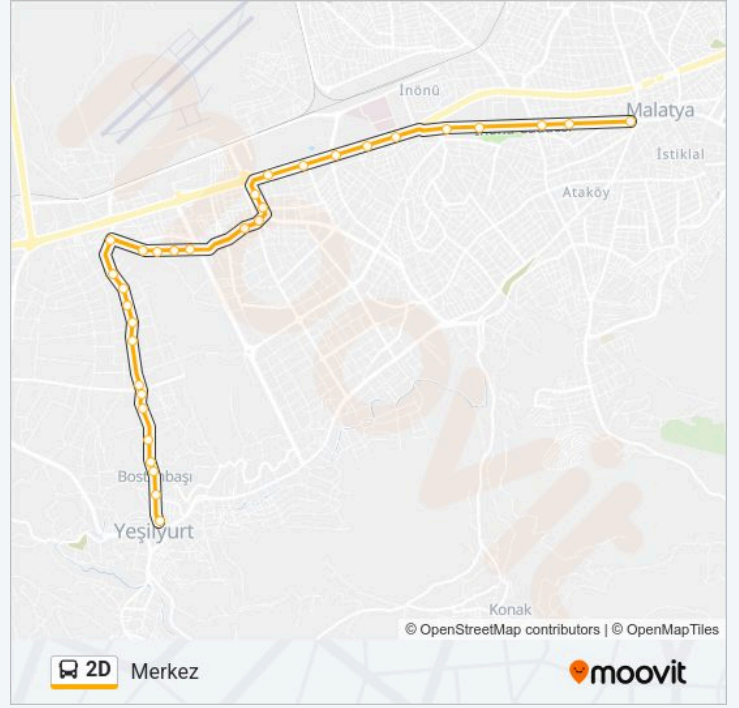 İnönü
Malatya
İstiklal
Ataköy
Bostanbaşı
Yeşilyurt
Konak
© OpenStreetMap contributors | © OpenMapTiles
2D Merkez
moovit